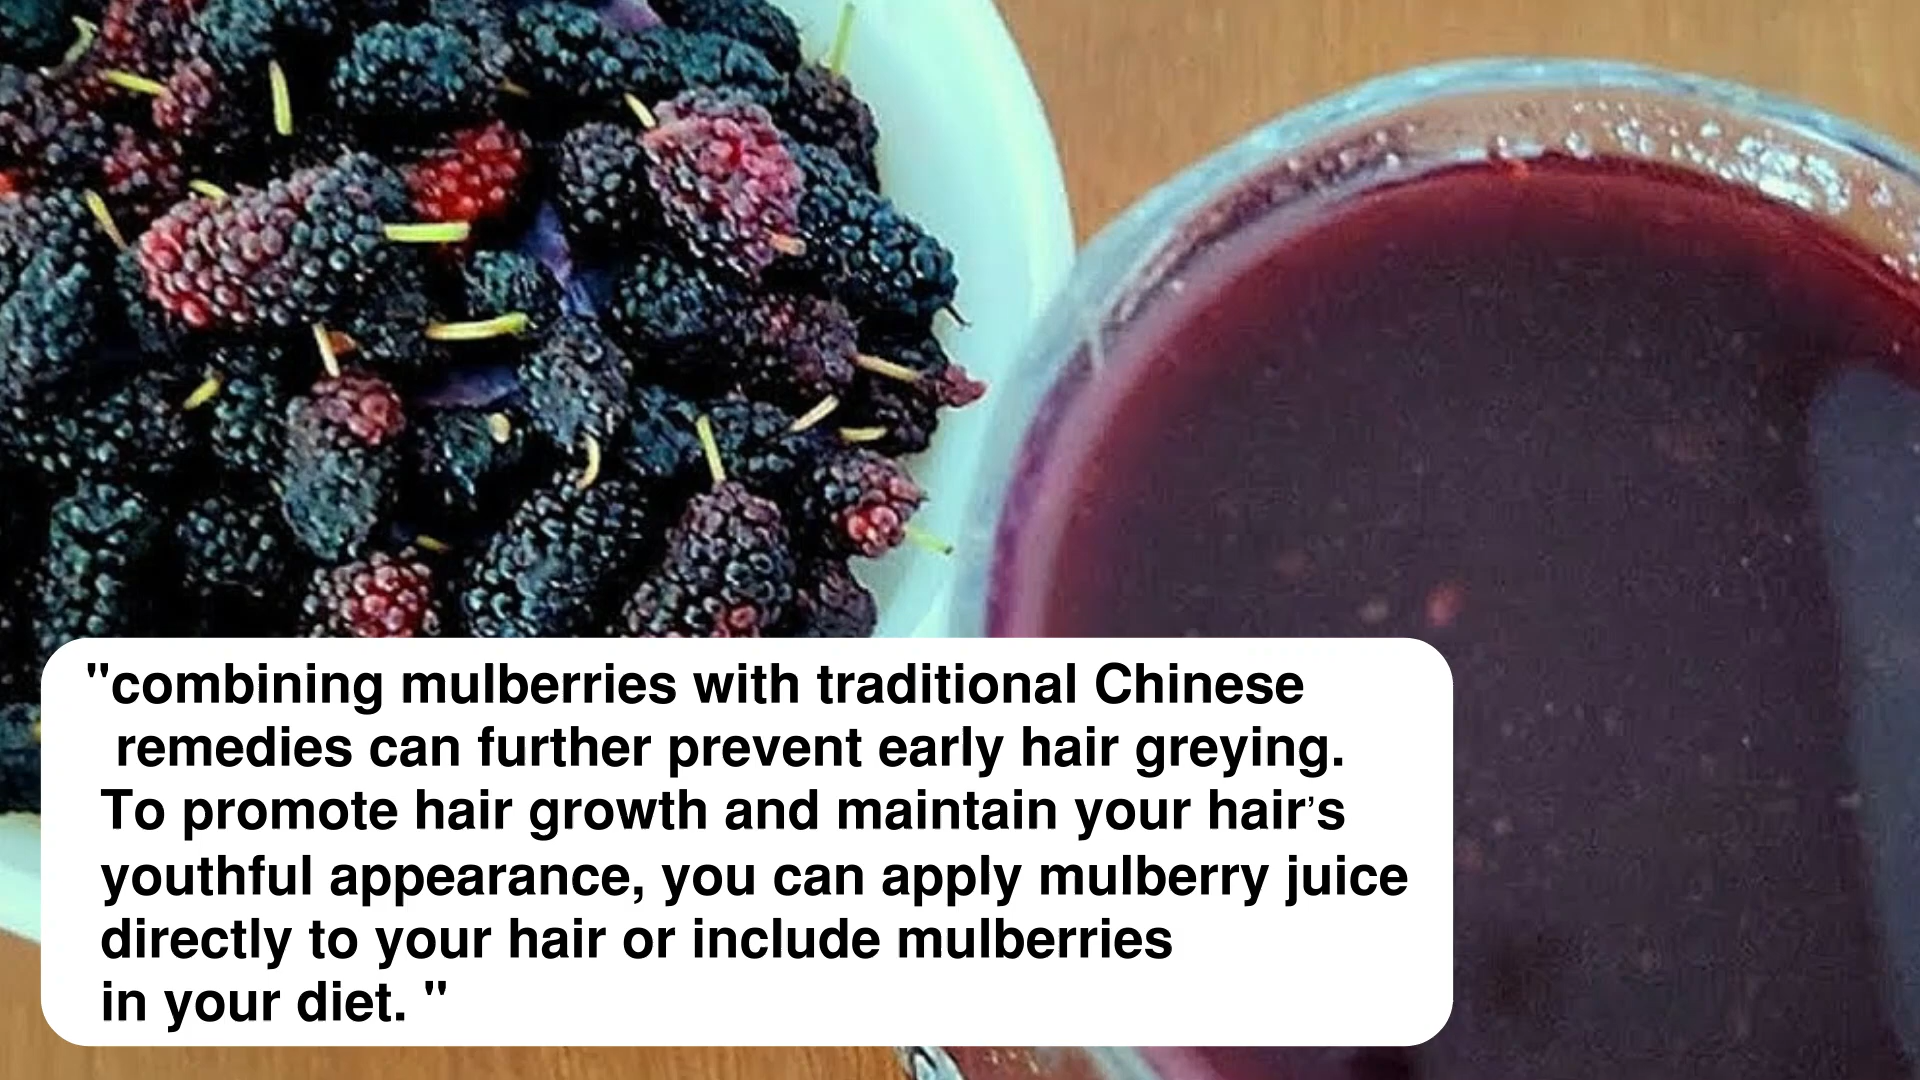 "combining mulberries with traditional Chinese
remedies can further prevent early hair greying.
To promote hair growth and maintain your hair’s
youthful appearance, you can apply mulberry juice
directly to your hair or include mulberries
in your diet. "